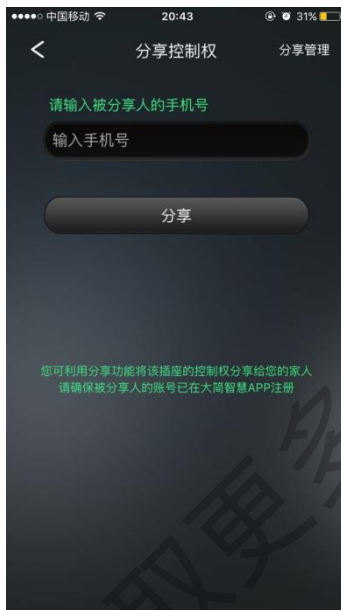 中国移动 20:43 31%
分享控制权 分享管理
请输入被分享人的手机号
输入手机号
分享
您可利用分享功能将该插座的控制权分享给您的家人
请确保被分享人的账号已在大简智慧APP注册
取更多